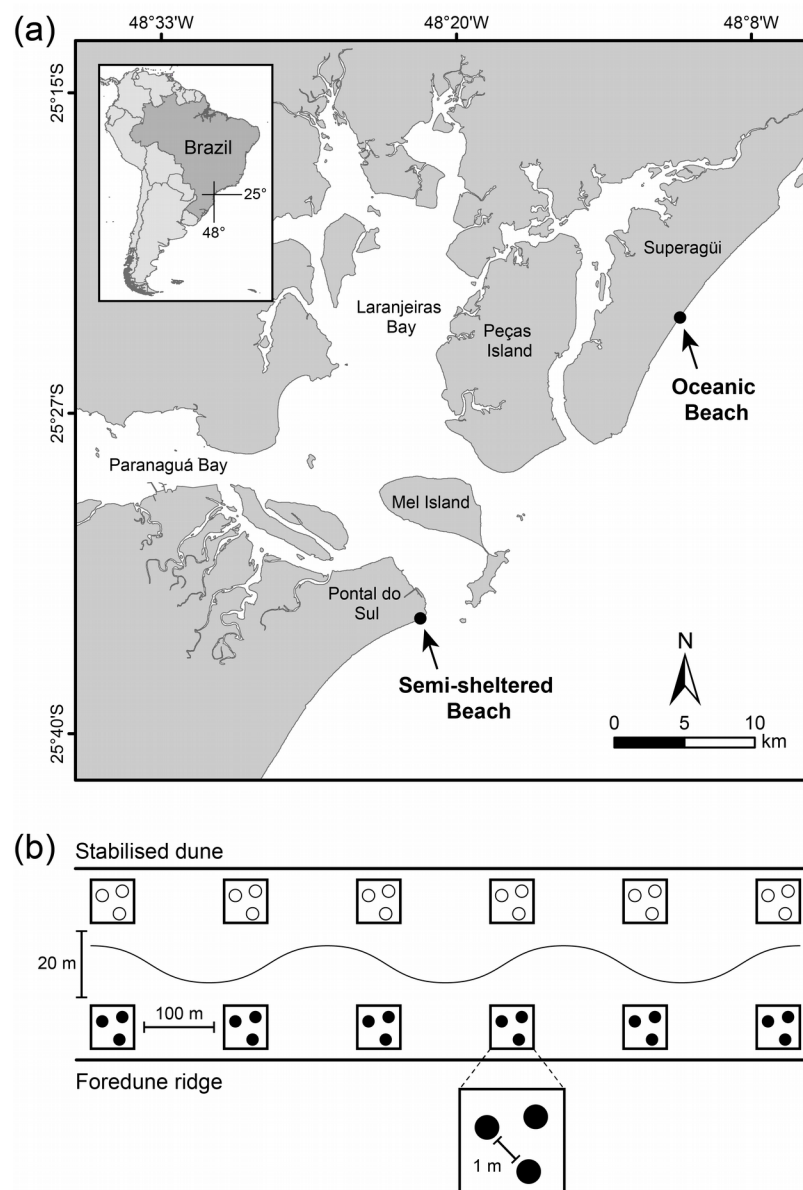 (a)
48°33'W
48°20'W
48°8'W
25°15'S
25°27'S
25°40'S
Brazil
25°
48°
Superagüi
Laranjeiras
Bay
Peças
Island
Oceanic
Beach
Paranaguá Bay
Mel Island
Pontal do
Sul
Semi-sheltered
Beach
N
0 5 10
km
(b)
Stabilised dune
20 m
100 m
Foredune ridge
1 m